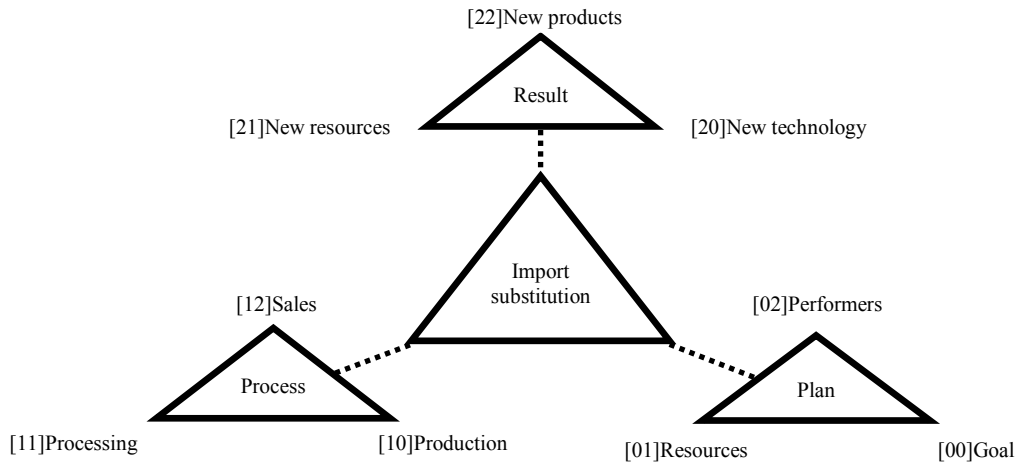 [22]New products
Result
[21]New resources
[20]New technology
Import
substitution
[12]Sales
[02]Performers
Process
Plan
[11]Processing
[10]Production
[01]Resources
[00]Goal